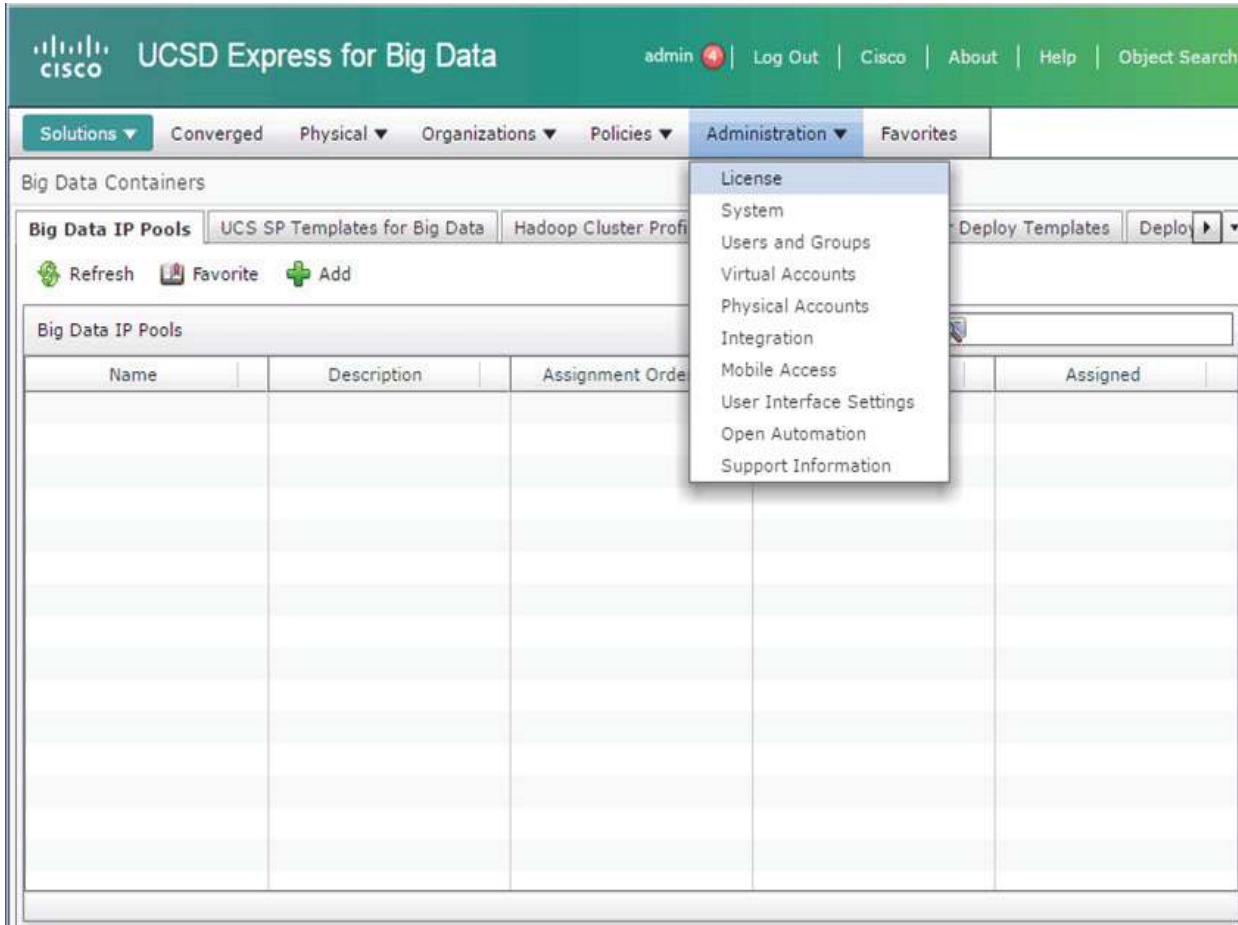 CISCO UCSD Express for Big Data admin 4 | Log Out | Cisco | About | Help | Object Search
Solutions ▼ Converged Physical ▼ Organizations ▼ Policies ▼ Administration ▼ Favorites
Big Data Containers
Big Data IP Pools UCS SP Templates for Big Data Hadoop Cluster Deploy Templates
Refresh Favorite Add
Big Data IP Pools
Name Description Assignment Assigned
License
System
Users and Groups
Virtual Accounts
Physical Accounts
Integration
Mobile Access
User Interface Settings
Open Automation
Support Information